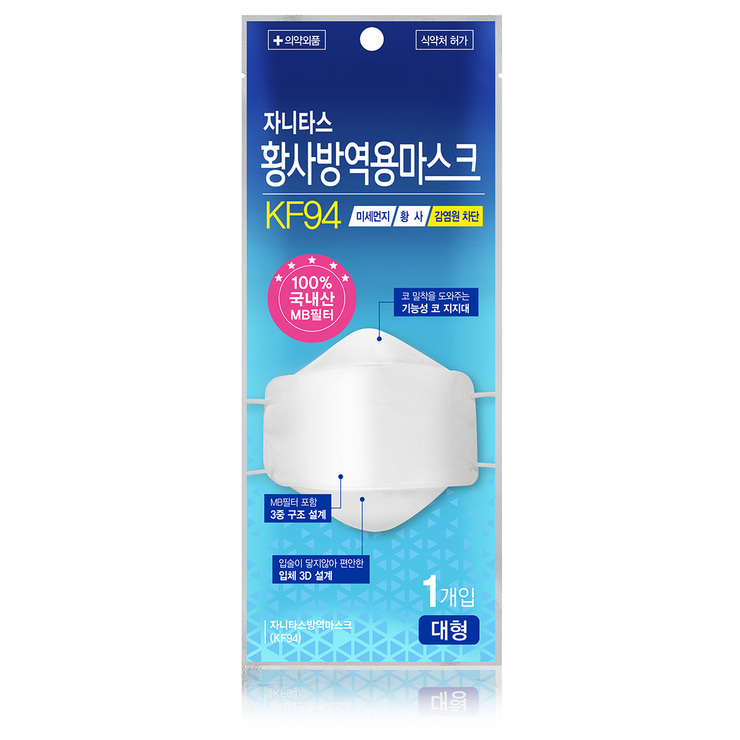 의약외품
식약처 허가
자니타스
황사방역용마스크
KF94 미세먼지 황 사 감염원 차단
100%
국내산
MB필터
코 밀착을 도와주는
기능성 코 지지대
MB필터 포함
3중 구조 설계
입술이 닿지않아 편안한
입체 3D 설계
1개입
대형
자니타스방역마스크
(KF94)